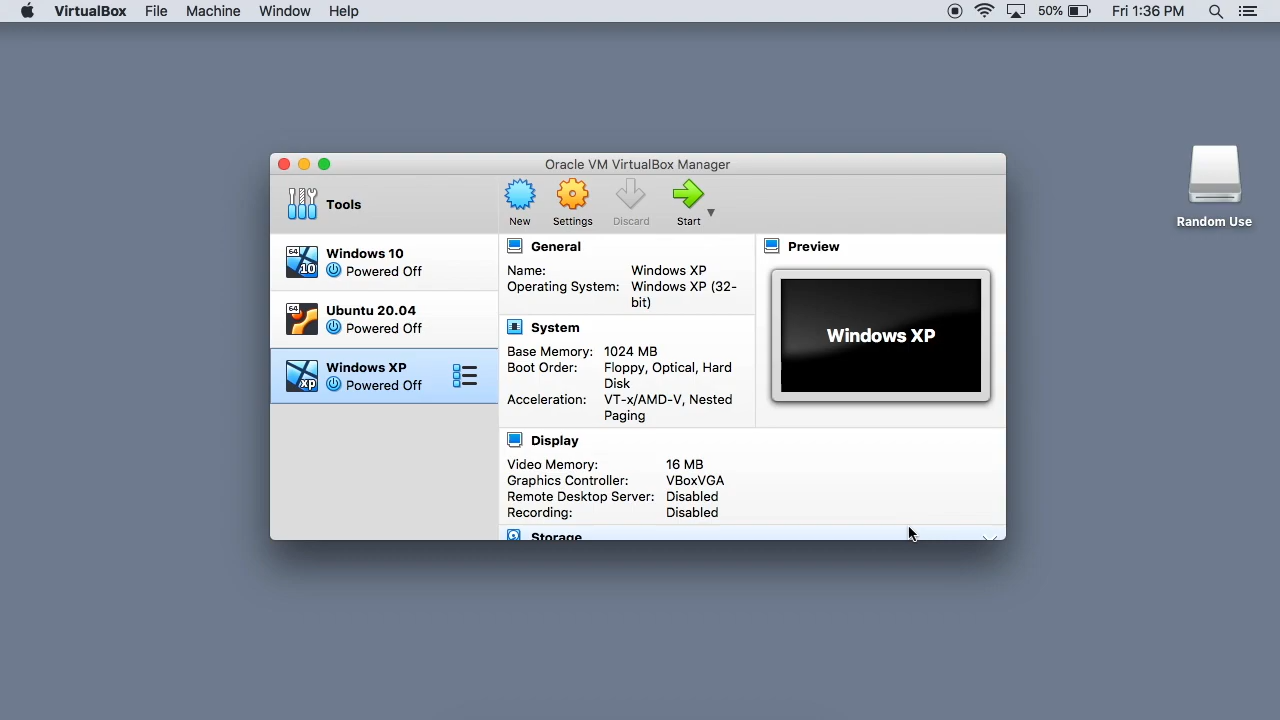 VirtualBox File Machine Window Help 50% Fri 1:36 PM
Oracle VM VirtualBox Manager
Tools
New Settings Discard Start
64 10 Windows 10
Powered Off
64 Ubuntu 20.04
Powered Off
XP Windows XP
Powered Off
General
Name: Windows XP
Operating System: Windows XP (32-
bit)
System
Base Memory: 1024 MB
Boot Order: Floppy, Optical, Hard
Disk
Acceleration: VT-x/AMD-V, Nested
Paging
Preview
Windows XP
Display
Video Memory: 16 MB
Graphics Controller: VBoxVGA
Remote Desktop Server: Disabled
Recording: Disabled
Storage
Random Use